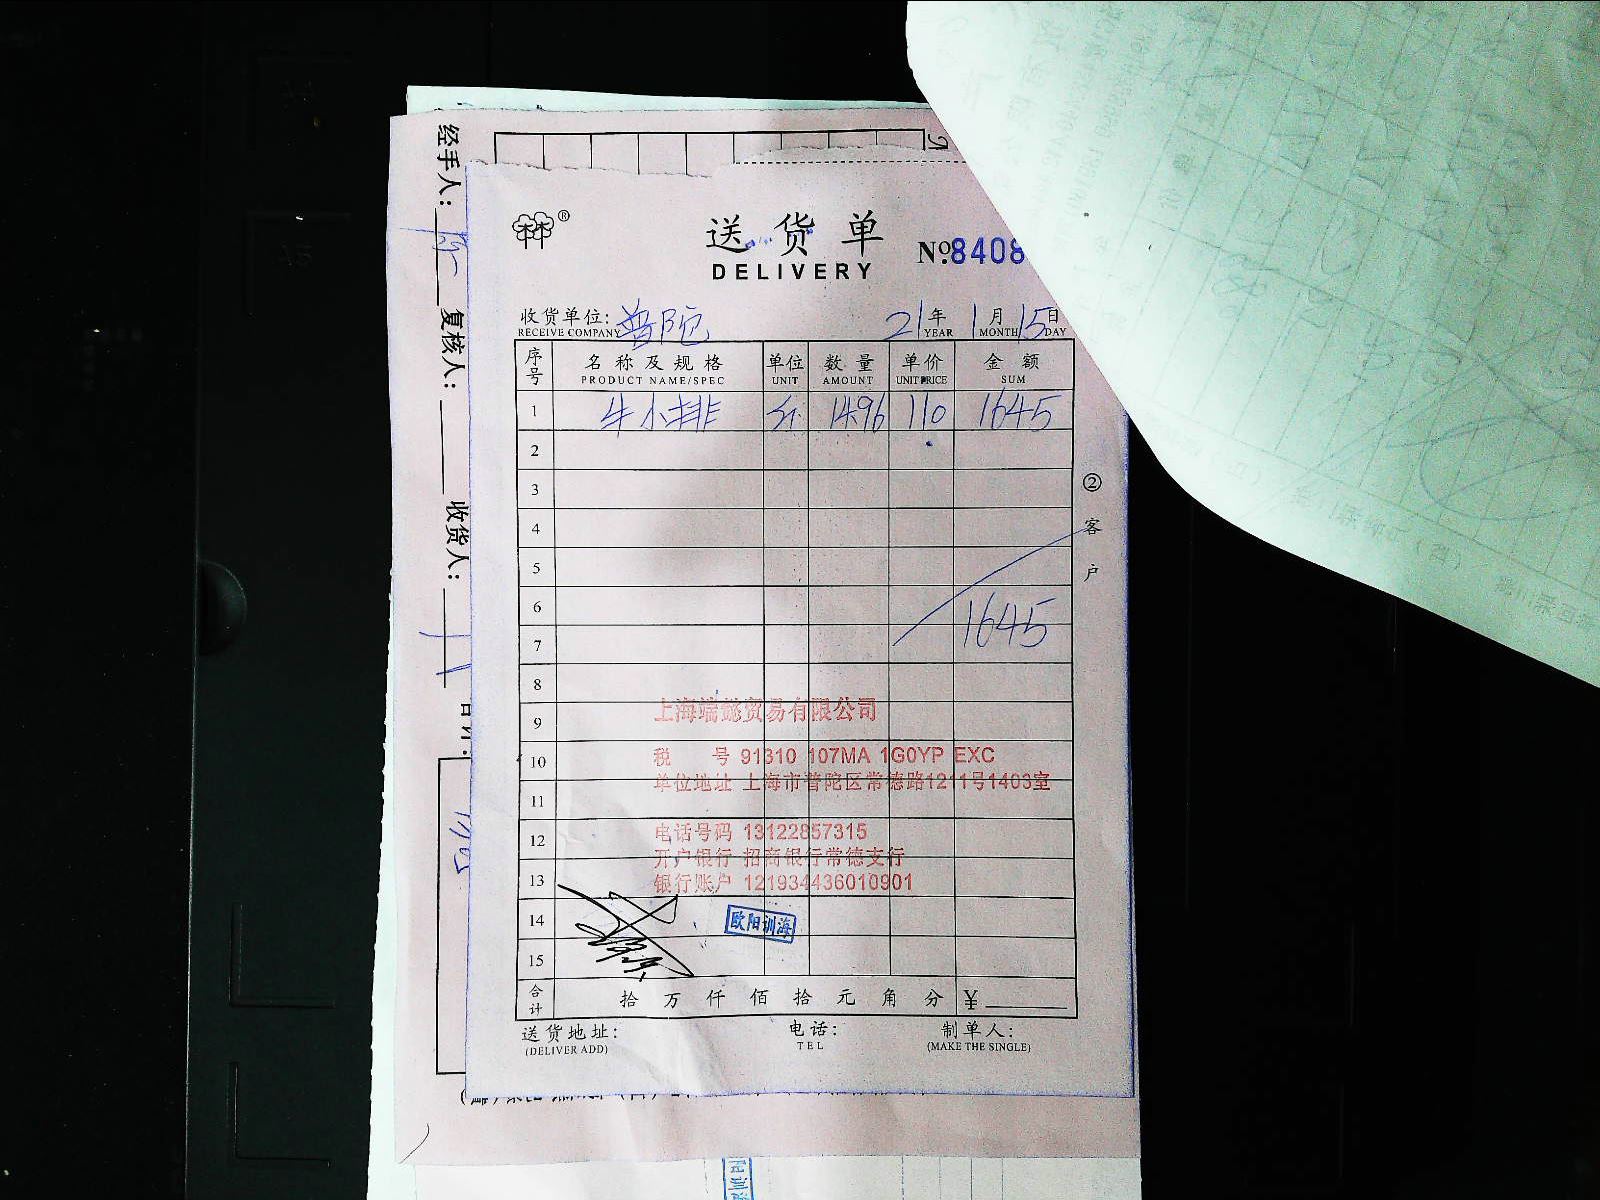 经手人:
复核人:
收货人:
送货单
DELIVERY
№8408
收货单位: 普陀 21年 1月 15日
RECEIVE COMPANY YEAR MONTH DAY
序号 名称及规格 单位 数量 单价 金额
PRODUCT NAME/SPEC UNIT AMOUNT UNIT PRICE SUM
1 牛小排 斤 14.96 110 1645
2
3
4
5
6
7 1645
8
9
10
11
12
13
14
15
②客户
上海端懿贸易有限公司
税 号 91310 107MA 1G0YP EXC
单位地址 上海市普陀区常德路1211号1403室
电话号码 13122857315
开户银行 招商银行常德支行
银行账户 121934436010901
欧阳训海
合计 拾 万 仟 佰 拾 元 角 分 ¥
送货地址: 电话: 制单人:
(DELIVER ADD) TEL (MAKE THE SINGLE)